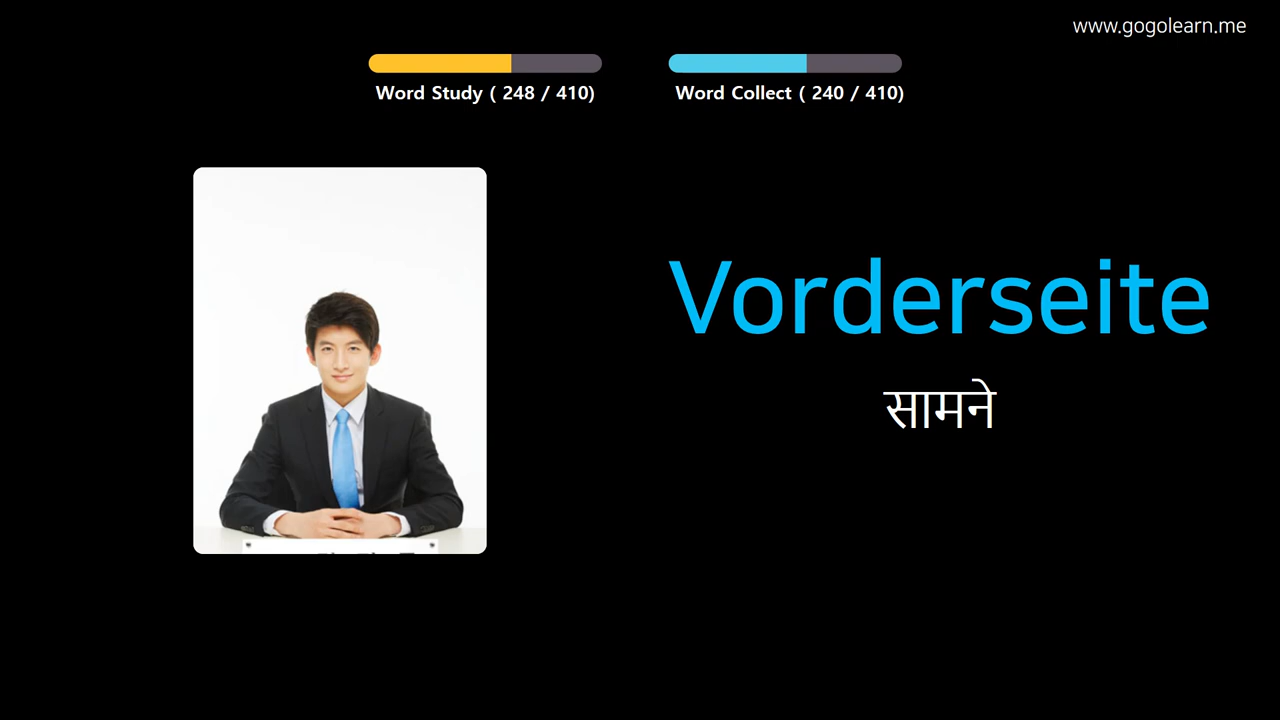 www.gogolearn.me
Word Study ( 248 / 410)
Word Collect ( 240 / 410)
Vorderseite
सामने